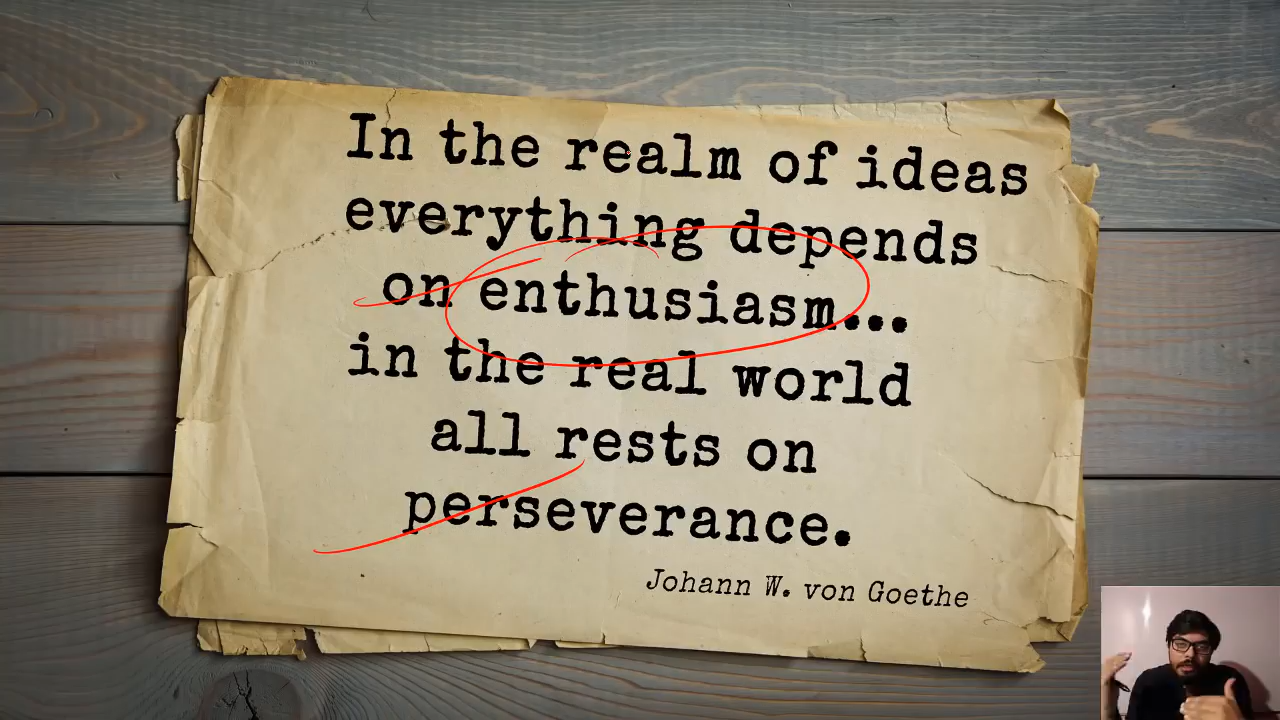 In the realm of ideas
everything depends
on enthusiasm...
in the real world
all rests on
perseverance.
Johann W. von Goethe